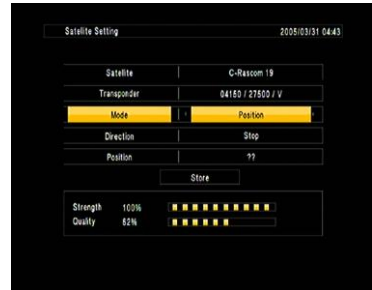 Satellite Setting 2005/03/31 04:43
Satellite C-Rascom 19
Transponder 04150 / 27500 / V
Mode Position
Direction Stop
Position ??
Store
Strength 100%
Quality 62%